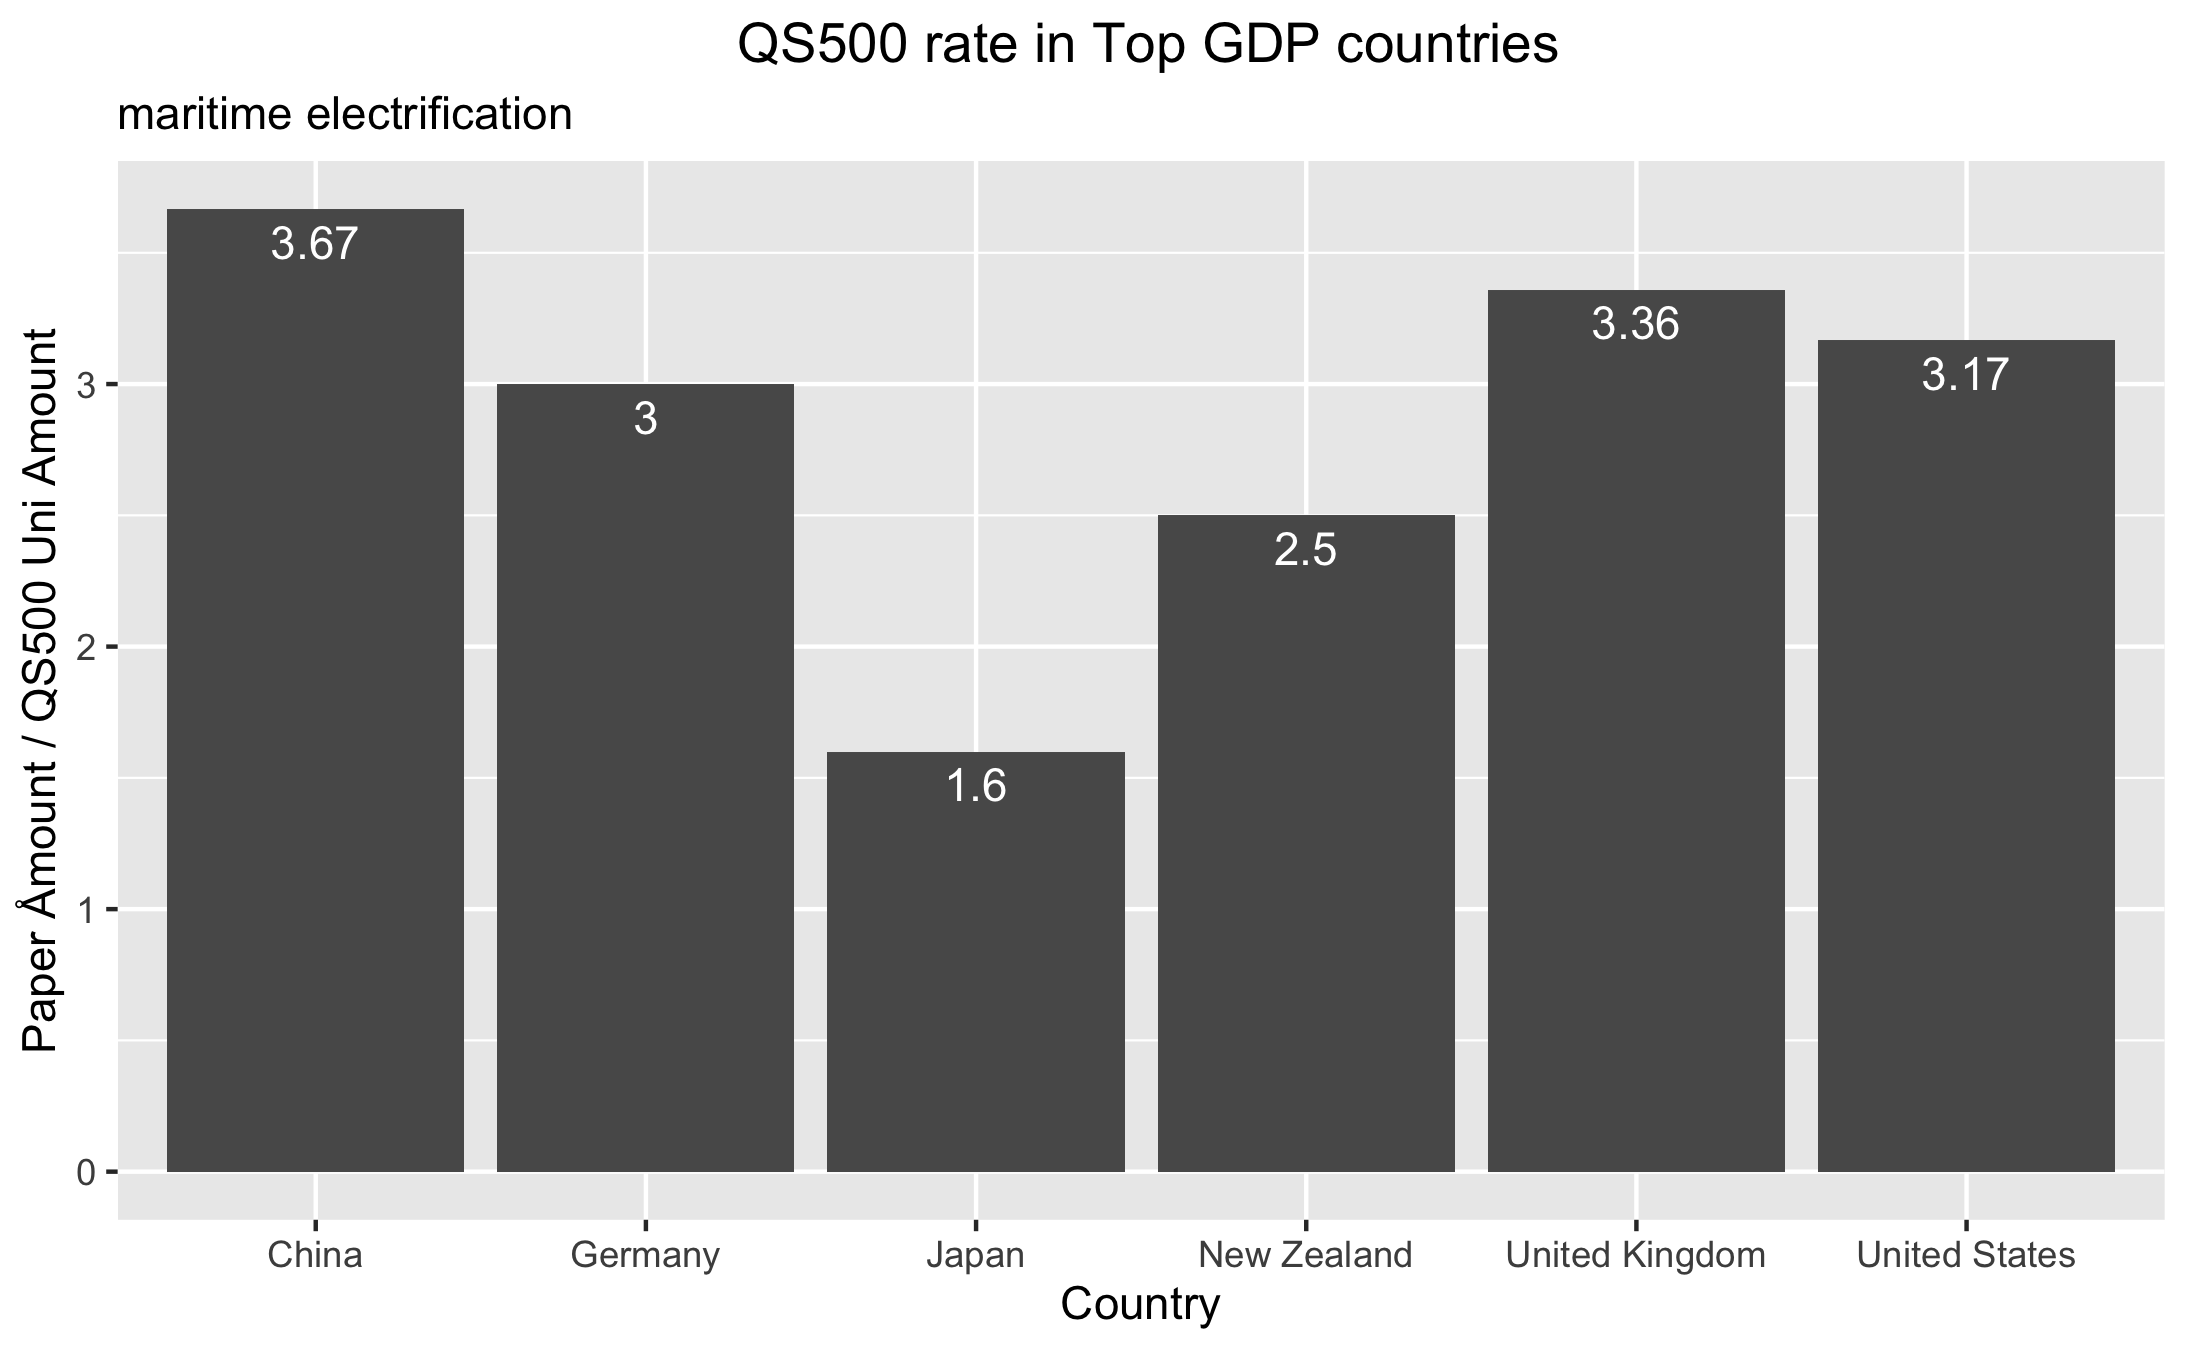 QS500 rate in Top GDP countries
maritime electrification
Paper Åmount / QS500 Uni Amount
3
2
1
0
3.67
3
1.6
2.5
3.36
3.17
China
Germany
Japan
New Zealand
United Kingdom
United States
Country